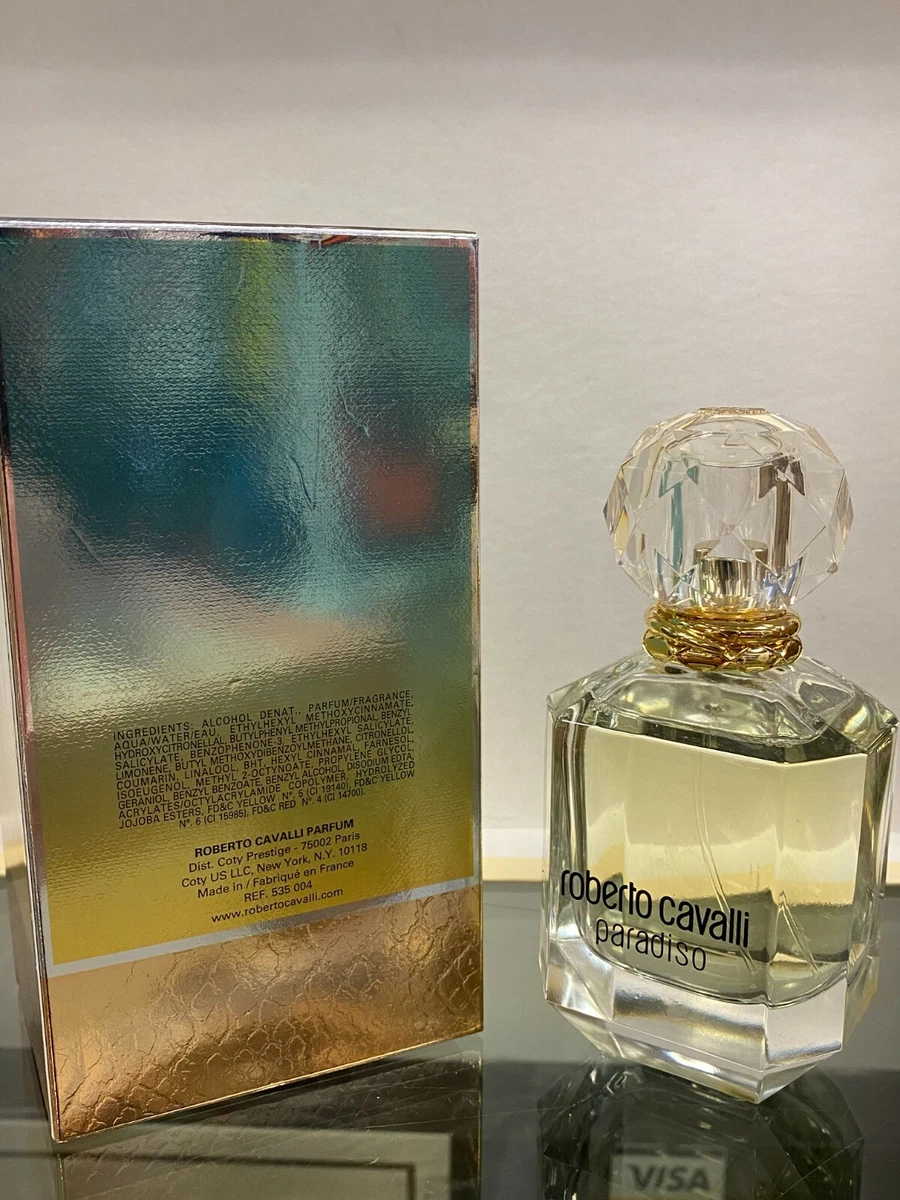 INGREDIENTS: ALCOHOL DENAT., PARFUM/FRAGRANCE,
AQUA/WATER/EAU, ETHYLHEXYL METHOXYCINNAMATE,
HYDROXYCITRONELLAL, BUTYLPHENYL METHYLPROPIONAL, BENZYL
SALICYLATE, BENZOPHENONE-3, ETHYLHEXYL SALICYLATE,
LIMONENE, BUTYL METHOXYDIBENZOYLMETHANE, CITRONELLOL,
COUMARIN, LINALOOL, BHT, HEXYL CINNAMAL, FARNESOL,
ISOEUGENOL, METHYL 2-OCTYNOATE, PROPYLENE GLYCOL,
GERANIOL, BENZYL BENZOATE, BENZYL ALCOHOL, DISODIUM EDTA,
ACRYLATES/OCTYLACRYLAMIDE COPOLYMER, HYDROLYZED
JOJOBA ESTERS, FD&C YELLOW Nº. 5 (CI 19140), FD&C YELLOW
Nº. 6 (CI 15985), FD&C RED Nº. 4 (CI 14700).
ROBERTO CAVALLI PARFUM
Dist. Coty Prestige - 75002 Paris
Coty US LLC, New York, N.Y. 10118
Made in / Fabriqué en France
REF. 535 004
www.robertocavalli.com
roberto cavalli
paradiso
VISA